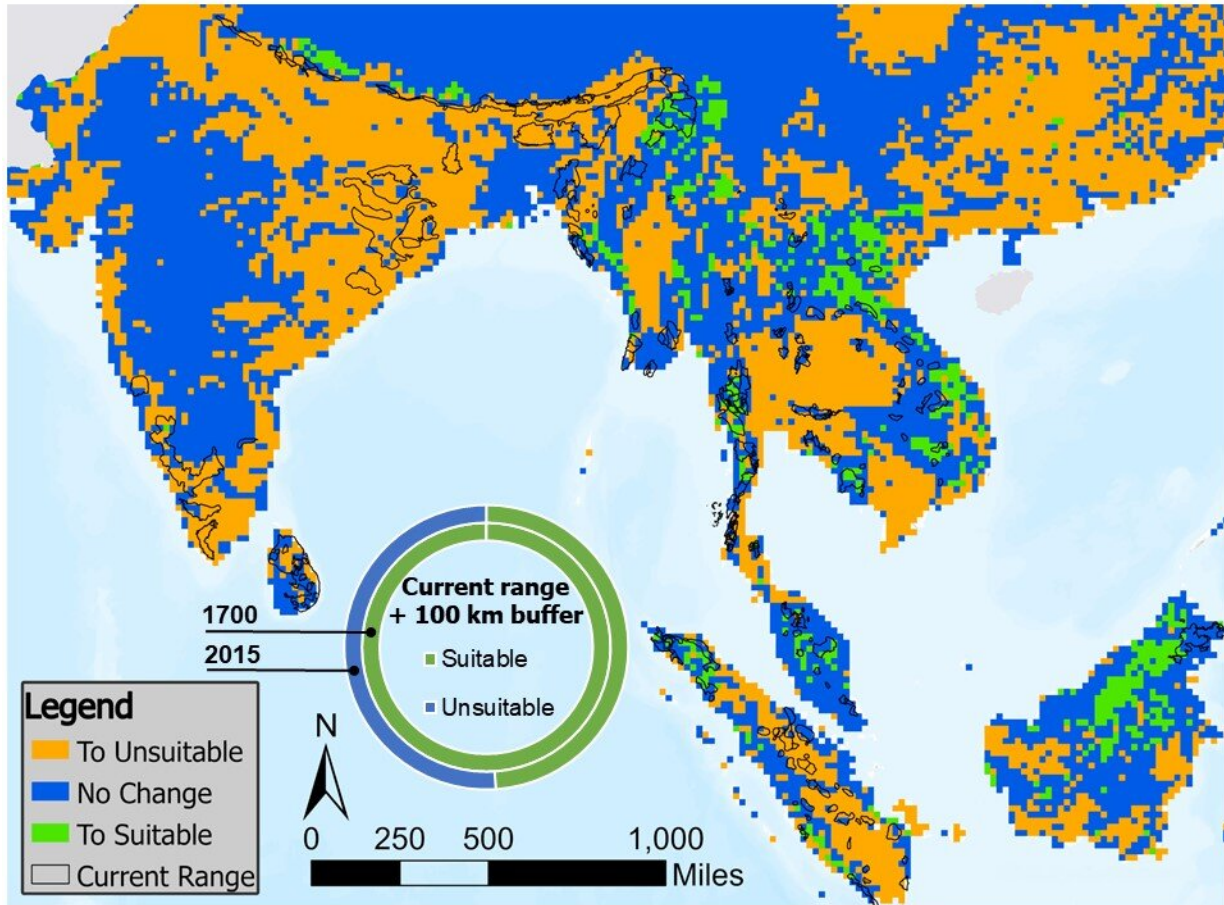 Current range
+ 100 km buffer
Suitable
Unsuitable
1700
2015
Legend
To Unsuitable
No Change
To Suitable
Current Range
N
0 250 500 1,000
Miles